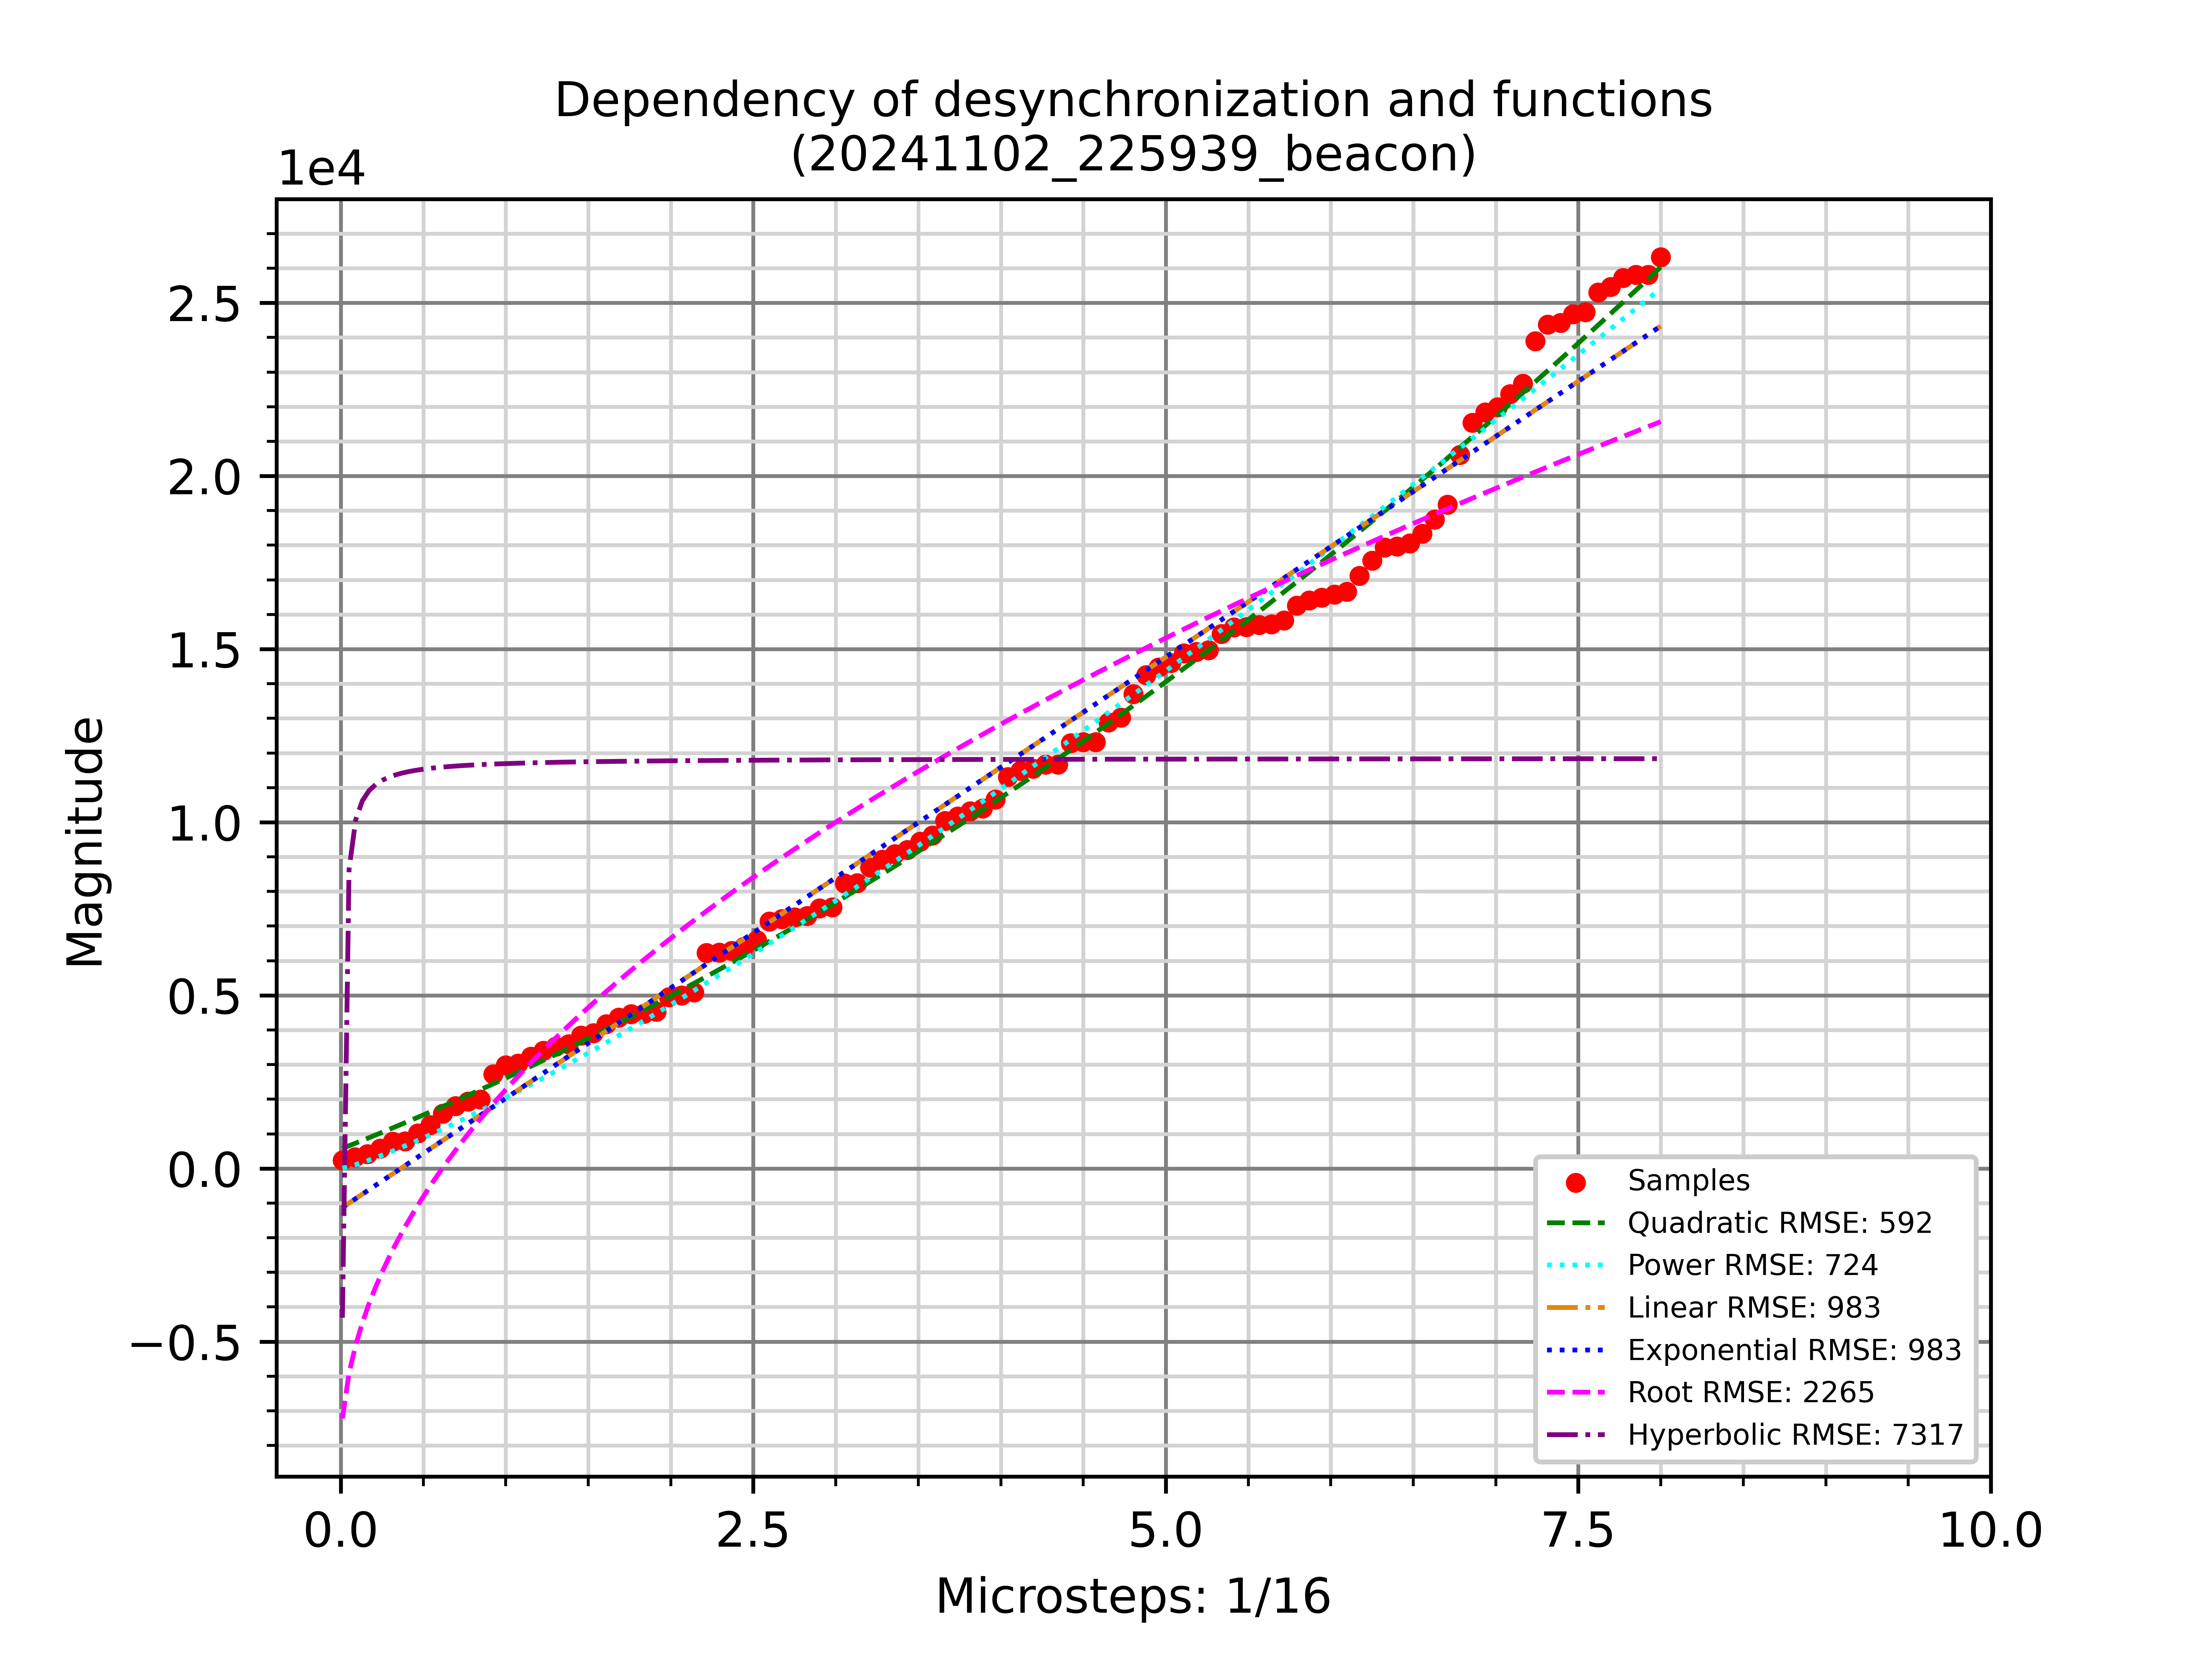 Dependency of desynchronization and functions
(20241102_225939_beacon)
1e4
2.5
2.0
1.5
1.0
0.5
0.0
−0.5
Magnitude
0.0 2.5 5.0 7.5 10.0
Microsteps: 1/16
Samples
Quadratic RMSE: 592
Power RMSE: 724
Linear RMSE: 983
Exponential RMSE: 983
Root RMSE: 2265
Hyperbolic RMSE: 7317